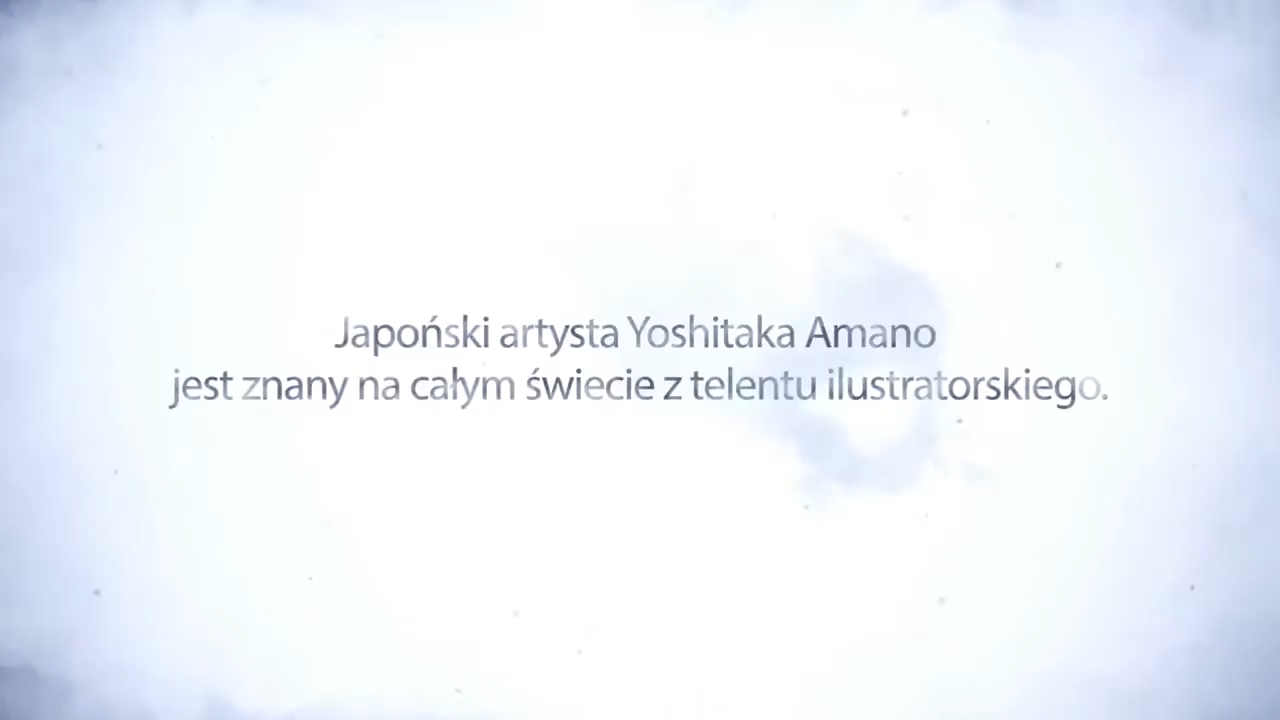 Japoński artysta Yoshitaka Amano
jest znany na całym świecie z telentu ilustratorskiego.